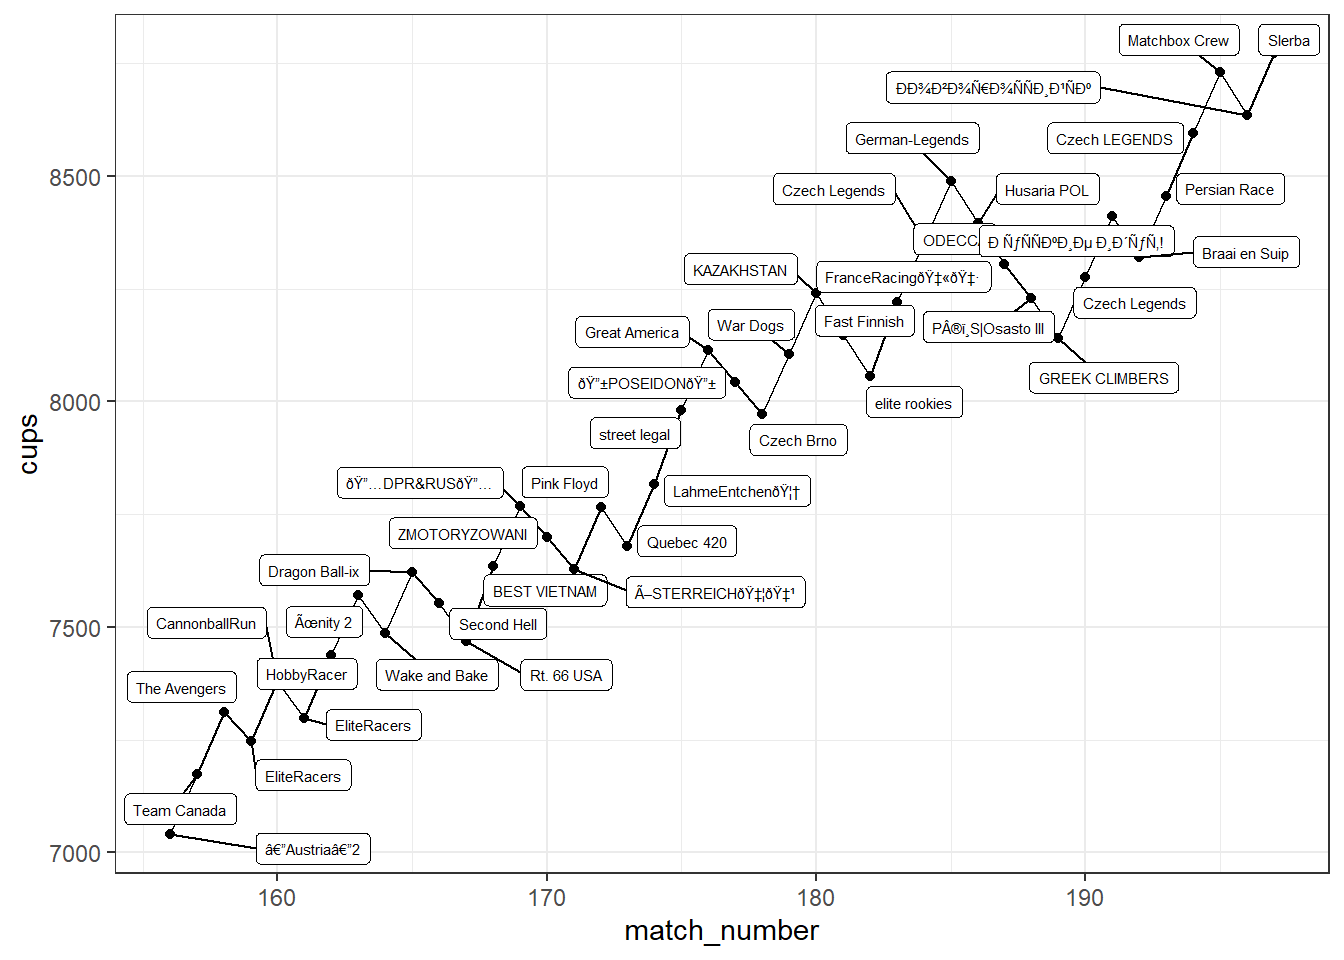 Matchbox Crew
Slerba
ÐÐ¾Ð²Ð¾Ñ€Ð¾ÑÑÐ¸Ð¹ÑÐº
German-Legends
Czech LEGENDS
8500
Czech Legends
Husaria POL
Persian Race
ODECCA
Ð ÑƒÑÑÐºÐ¸Ðµ Ð¸Ð´ÑƒÑ‚!
Braai en Suip
KAZAKHSTAN
FranceRacingðŸ‡«ðŸ‡·
Czech Legends
Great America
War Dogs
Fast Finnish
PÂ®ï¸S|Osasto III
GREEK CLIMBERS
ðŸ”±POSEIDONðŸ”±
8000
elite rookies
street legal
Czech Brno
cups
ðŸ”…DPR&RUSðŸ”…
Pink Floyd
LahmeEntchenðŸ¦†
ZMOTORYZOWANI
Quebec 420
Dragon Ball-ix
BEST VIETNAM
Ã–STERREICHðŸ‡¦ðŸ‡¹
7500
CannonballRun
Ãœnity 2
Second Hell
HobbyRacer
Wake and Bake
Rt. 66 USA
The Avengers
EliteRacers
EliteRacers
Team Canada
7000
â€”Austriaâ€”2
160
170
180
190
match_number